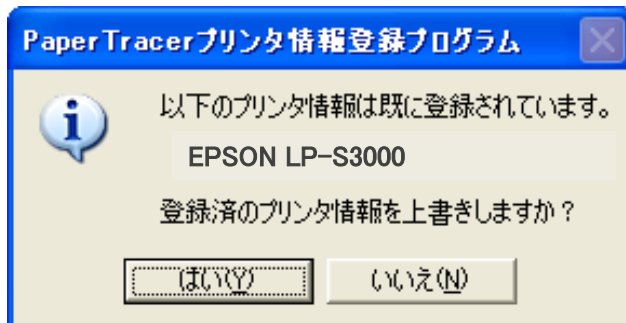 PaperTracerプリンタ情報登録プログラム
以下のプリンタ情報は既に登録されています。
EPSON LP-S3000
登録済のプリンタ情報を上書きしますか？
はい(Y) いいえ(N)